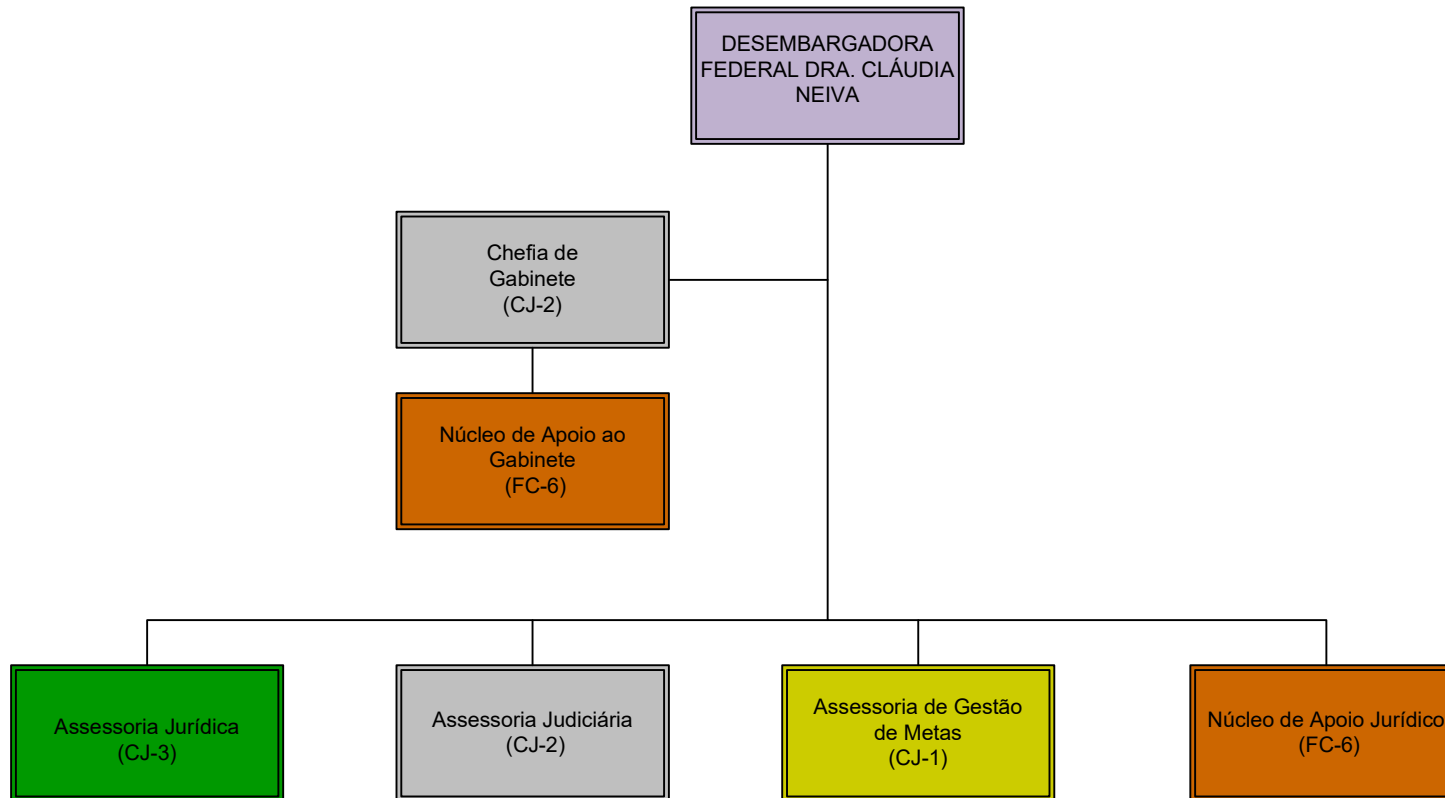 DESEMBARGADORA
FEDERAL DRA. CLÁUDIA
NEIVA
Chefia de
Gabinete
(CJ-2)
Núcleo de Apoio ao
Gabinete
(FC-6)
Assessoria Jurídica
(CJ-3)
Assessoria Judiciária
(CJ-2)
Assessoria de Gestão
de Metas
(CJ-1)
Núcleo de Apoio Jurídico
(FC-6)